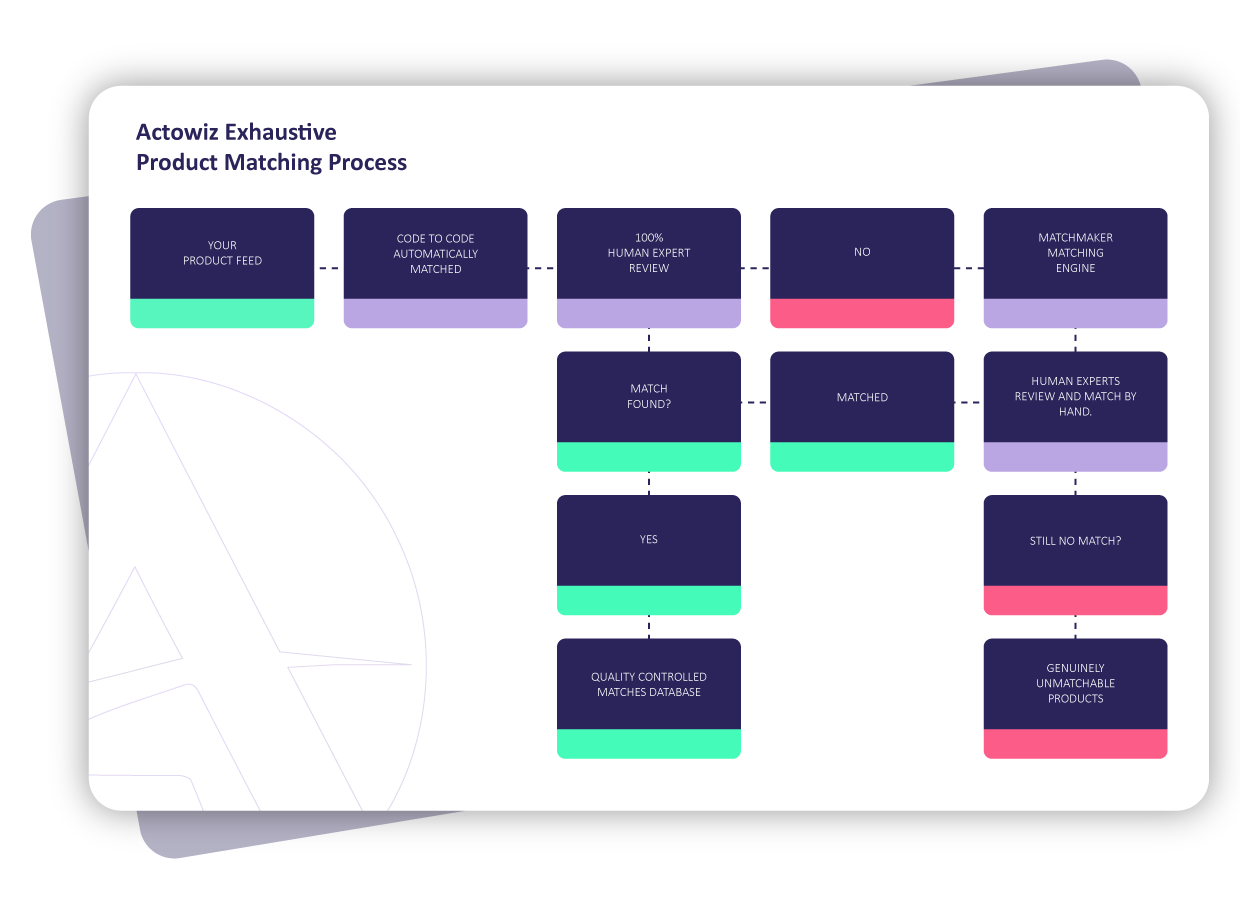 Actowiz Exhaustive
Product Matching Process
YOUR
PRODUCT FEED
CODE TO CODE
AUTOMATICALLY
MATCHED
100%
HUMAN EXPERT
REVIEW
NO
MATCHMAKER
MATCHING
ENGINE
MATCH
FOUND?
MATCHED
HUMAN EXPERTS
REVIEW AND MATCH BY
HAND.
YES
STILL NO MATCH?
QUALITY CONTROLLED
MATCHES DATABASE
GENUINELY
UNMATCHABLE
PRODUCTS